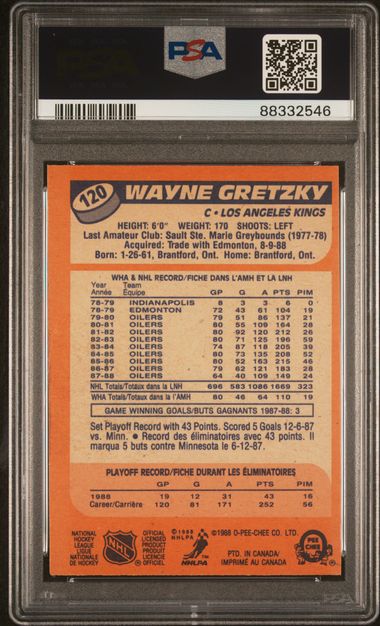 PSA
88332546
120
WAYNE GRETZKY
C • LOS ANGELES KINGS
HEIGHT: 6'0" WEIGHT: 170 SHOOTS: LEFT
Last Amateur Club: Sault Ste. Marie Greyhounds (1977-78)
Acquired: Trade with Edmonton, 8-9-88
Born: 1-26-61, Brantford, Ont. Home: Brantford, Ont.
WHA & NHL RECORD/FICHE DANS L'AMH ET LA LNH
Year Team GP G A PTS PIM
Année Équipe
78-79 INDIANAPOLIS 8 3 3 6 0
78-79 EDMONTON 72 43 61 104 19
79-80 OILERS 79 51 86 137 21
80-81 OILERS 80 55 109 164 28
81-82 OILERS 80 92 120 212 26
82-83 OILERS 80 71 125 196 59
83-84 OILERS 74 87 118 205 39
84-85 OILERS 80 73 135 208 52
85-86 OILERS 80 52 163 215 46
86-87 OILERS 79 62 121 183 28
87-88 OILERS 64 40 109 149 24
NHL Totals/Totaux dans la LNH 696 583 1086 1669 323
WHA Totals/Totaux dans la l'AMH 80 46 64 110 19
GAME WINNING GOALS/BUTS GAGNANTS 1987-88: 3
Set Playoff Record with 43 Points. Scored 5 Goals 12-6-87
vs. Minn. • Record des éliminatoires avec 43 points. Il
marqua 5 buts contre Minnesota le 6-12-87.
PLAYOFF RECORD/FICHE DURANT LES ÉLIMINATOIRES
GP G A PTS PIM
1988 19 12 31 43 16
Career/Carrière 120 81 171 252 56
NATIONAL HOCKEY LEAGUE
LIGUE NATIONALE DE HOCKEY
NHL
OFFICIAL LICENSED PRODUCT
PRODUIT OFFICIEL
© 1988 NHLPA
NHLPA
© 1988 O-PEE-CHEE CO. LTD.
PTD. IN CANADA/
IMPRIMÉ AU CANADA
O PEE CHEE